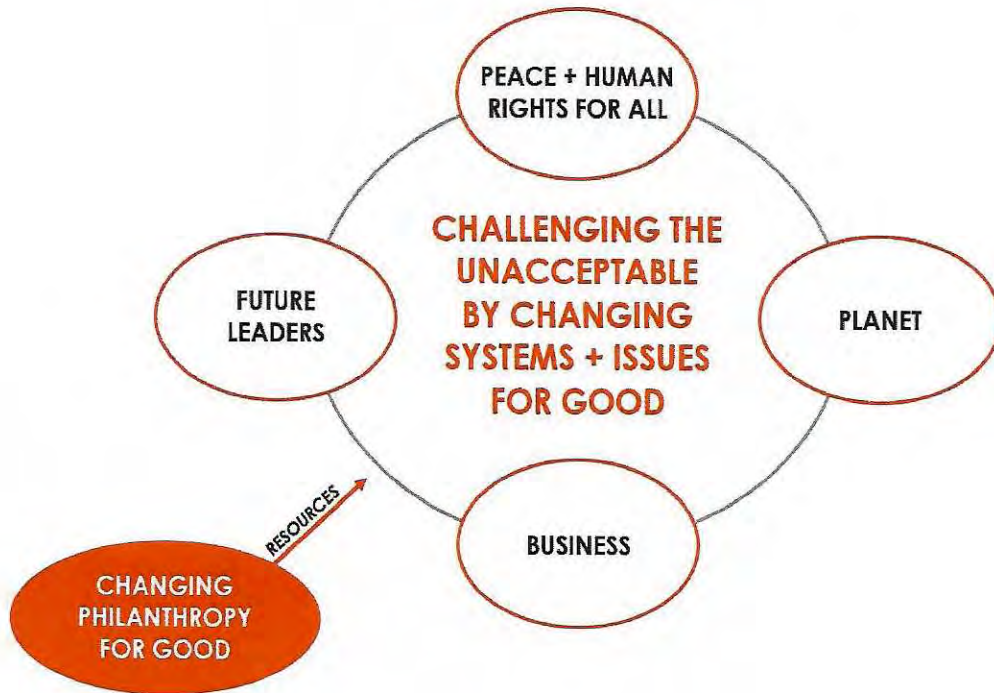 PEACE + HUMAN
RIGHTS FOR ALL
CHALLENGING THE
UNACCEPTABLE
BY CHANGING
SYSTEMS + ISSUES
FOR GOOD
FUTURE
LEADERS
PLANET
BUSINESS
RESOURCES
CHANGING
PHILANTHROPY
FOR GOOD